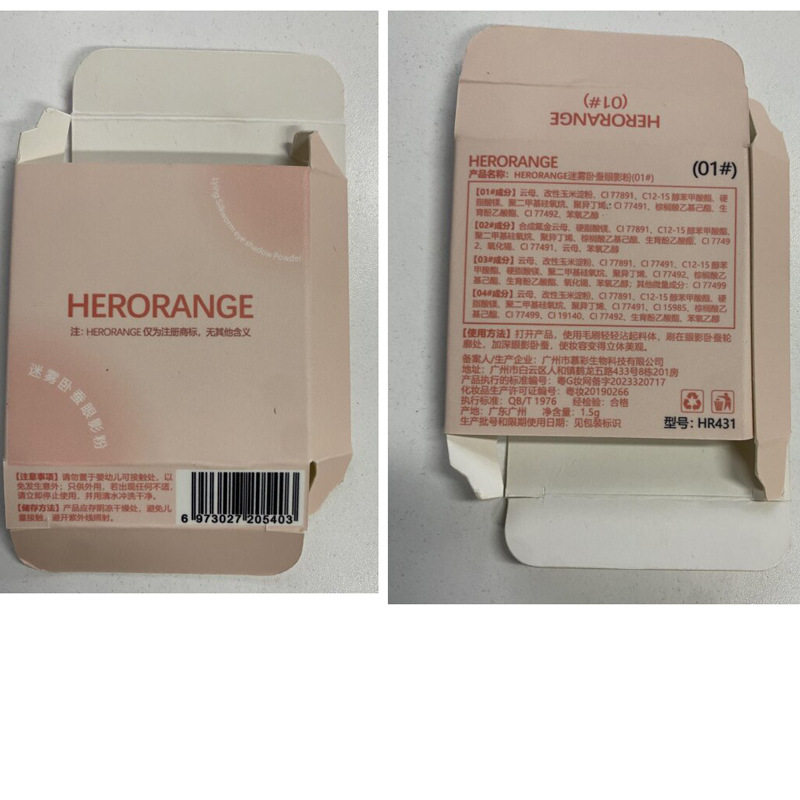 Living Silkworm eye shadow Powder
HERORANGE
注：HERORANGE 仅为注册商标，无其他含义
迷雾卧蚕眼影粉
【注意事项】请勿置于婴幼儿可接触处，以
免发生意外；只供外用，若出现任何不适，
请立即停止使用，并用清水冲洗干净。
【储存方法】产品应存阴凉干燥处，避免儿
童接触，避开紫外线照射。
6 973027 205403
HERORANGE
(01#)
HERORANGE
(01#)
产品名称：HERORANGE迷雾卧蚕眼影粉(01#)
【01#成分】云母、改性玉米淀粉、CI 77891、C12-15 醇苯甲酸酯、硬
脂酸镁、聚二甲基硅氧烷、聚异丁烯、CI 77491、棕榈酸乙基己酯、生
育酚乙酸酯、CI 77492、苯氧乙醇
【02#成分】合成氟金云母、硬脂酸镁、CI 77891、C12-15 醇苯甲酸酯、
聚二甲基硅氧烷、聚异丁烯、棕榈酸乙基己酯、生育酚乙酸酯、CI 7749
2、氧化锡、CI 77491、云母、苯氧乙醇
【03#成分】云母、改性玉米淀粉、CI 77891、CI 77491、C12-15 醇苯
甲酸酯、硬脂酸镁、聚二甲基硅氧烷、聚异丁烯、CI 77492、棕榈酸乙
基己酯、生育酚乙酸酯、氧化锡、苯氧乙醇；其他微量成分：CI 77499
【04#成分】云母、改性玉米淀粉、CI 77891、C12-15 醇苯甲酸酯、硬
脂酸镁、聚二甲基硅氧烷、聚异丁烯、CI 77491、CI 15985、棕榈酸乙
基己酯、CI 77499、CI 19140、CI 77492、生育酚乙酸酯、苯氧乙醇
【使用方法】打开产品，使用毛刷轻轻沾起料体，刷在眼影卧蚕轮
廓处，加深眼影卧蚕，使妆容变得立体美观。
备案人/生产企业：广州市慕彩生物科技有限公司
地址：广州市白云区人和镇鹤龙五路433号8栋201房
产品执行的标准编号：粤G妆网备字2023320717
化妆品生产许可证编号：粤妆20190266
执行标准：QB/T 1976 经检验：合格
产地：广东广州 净含量：1.5g
生产批号和限期使用日期：见包装标识
型号：HR431